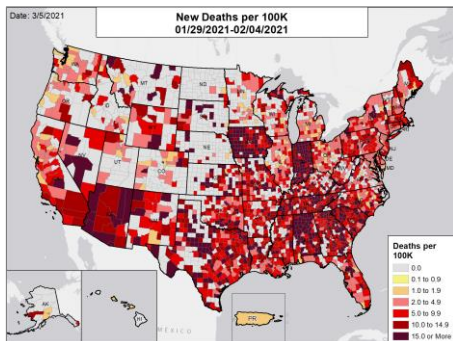 Date: 3/5/2021
New Deaths per 100K
01/29/2021-02/04/2021
MT
ND
ID
NE
UT
CO
NJ
MD
AK
HI
PR
MEXICO
Deaths per
100K
0.0
0.1 to 0.9
1.0 to 1.9
2.0 to 4.9
5.0 to 9.9
10.0 to 14.9
15.0 or More